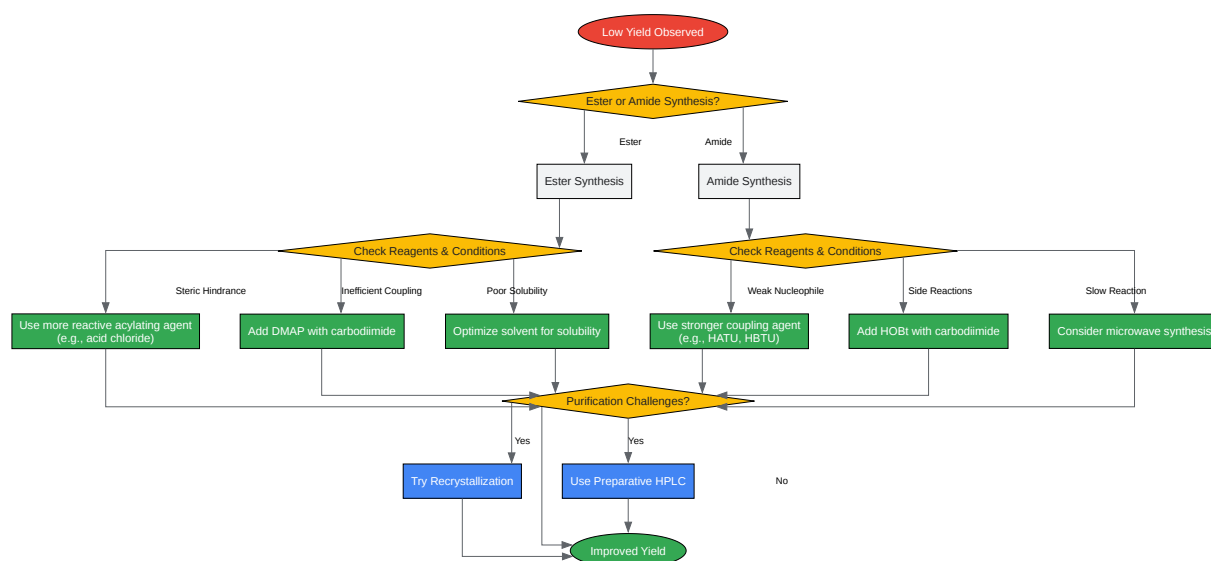 Low Yield Observed
Ester or Amide Synthesis?
Ester
Amide
Ester Synthesis
Amide Synthesis
Check Reagents & Conditions
Check Reagents & Conditions
Steric Hindrance
Inefficient Coupling
Poor Solubility
Weak Nucleophile
Side Reactions
Slow Reaction
Use more reactive acylating agent
(e.g., acid chloride)
Add DMAP with carbodiimide
Optimize solvent for solubility
Use stronger coupling agent
(e.g., HATU, HBTU)
Add HOBt with carbodiimide
Consider microwave synthesis
Purification Challenges?
Yes
Yes
Try Recrystallization
Use Preparative HPLC
No
Improved Yield